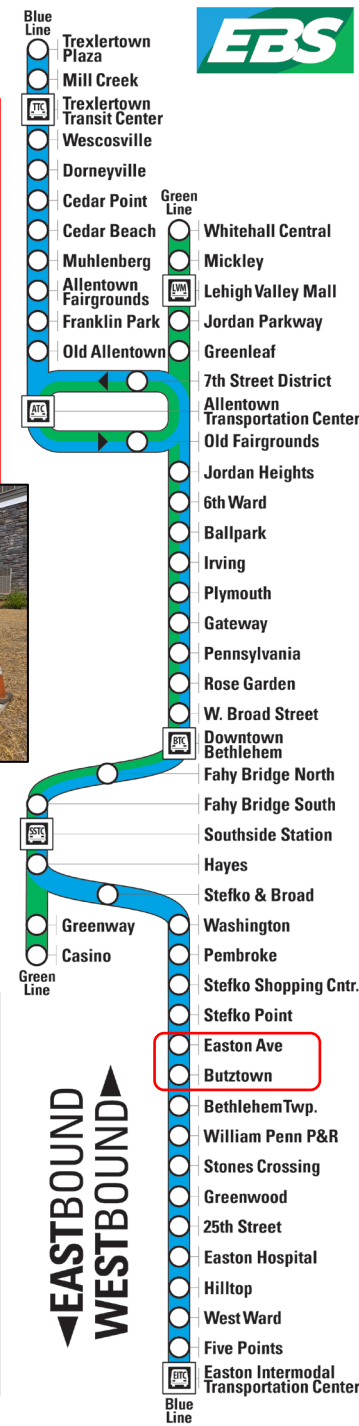 EBS
Blue
Line
Trexlertown
Plaza
Mill Creek
TTC
Trexlertown
Transit Center
Wescosville
Dorneyville
Cedar Point
Cedar Beach
Muhlenberg
Allentown
Fairgrounds
Franklin Park
Old Allentown
Green
Line
Whitehall Central
Mickley
LVM
Lehigh Valley Mall
Jordan Parkway
Greenleaf
7th Street District
ATC
Allentown
Transportation Center
Old Fairgrounds
Jordan Heights
6th Ward
Ballpark
Irving
Plymouth
Gateway
Pennsylvania
Rose Garden
W. Broad Street
BTC
Downtown
Bethlehem
Fahy Bridge North
Fahy Bridge South
SSTC
Southside Station
Hayes
Stefko & Broad
Greenway
Casino
Green
Line
Washington
Pembroke
Stefko Shopping Cntr.
Stefko Point
Easton Ave
Butztown
Bethlehem Twp.
William Penn P&R
Stones Crossing
Greenwood
25th Street
Easton Hospital
Hilltop
West Ward
Five Points
EITC
Easton Intermodal
Transportation Center
Blue
Line
EASTBOUND
WESTBOUND